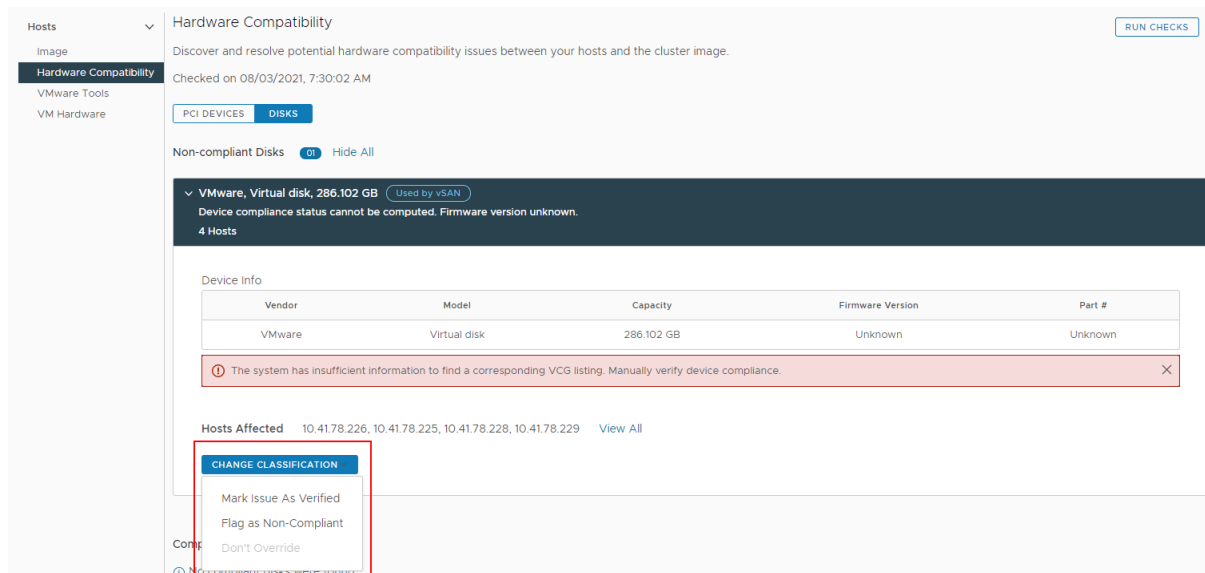 Hosts
Image
Hardware Compatibility
VMware Tools
VM Hardware
Hardware Compatibility
RUN CHECKS
Discover and resolve potential hardware compatibility issues between your hosts and the cluster image.
Checked on 08/03/2021, 7:30:02 AM
PCI DEVICES DISKS
Non-compliant Disks 01 Hide All
VMware, Virtual disk, 286.102 GB Used by vSAN
Device compliance status cannot be computed. Firmware version unknown.
4 Hosts
Device Info
Vendor Model Capacity Firmware Version Part #
VMware Virtual disk 286.102 GB Unknown Unknown
The system has insufficient information to find a corresponding VCG listing. Manually verify device compliance.
Hosts Affected 10.41.78.226, 10.41.78.225, 10.41.78.228, 10.41.78.229 View All
CHANGE CLASSIFICATION
Mark Issue As Verified
Flag as Non-Compliant
Comp
Don't Override